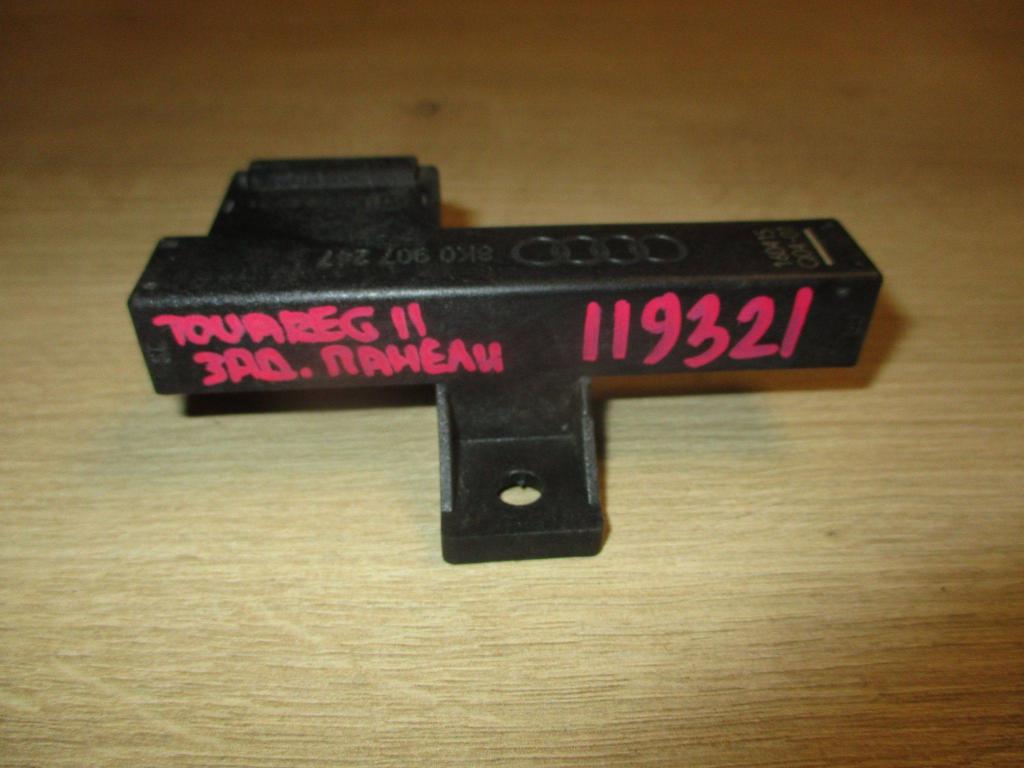 8K0 907 247
TOUAREG II
ЗАД. ПАНЕЛИ
119321